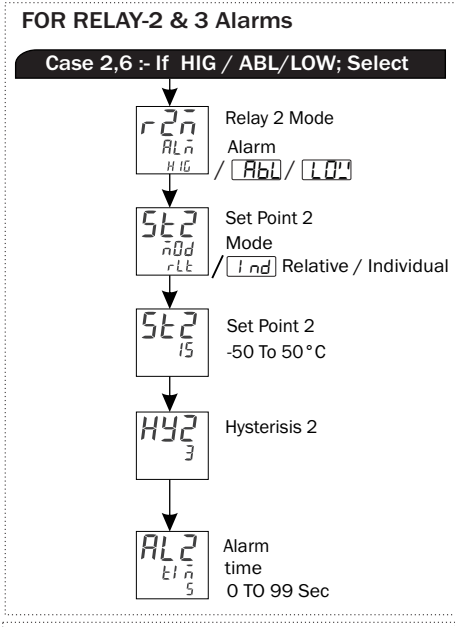 FOR RELAY-2 & 3 Alarms
Case 2,6 :- If HIG / ABL/LOW; Select
r2m
ALm
HIG
Relay 2 Mode
Alarm
/ AbL / LOW
St2
mOd
rLt
Set Point 2
Mode
/ Ind Relative / Individual
St2
15
Set Point 2
-50 To 50°C
HY2
3
Hysterisis 2
AL2
tIm
5
Alarm
time
0 TO 99 Sec